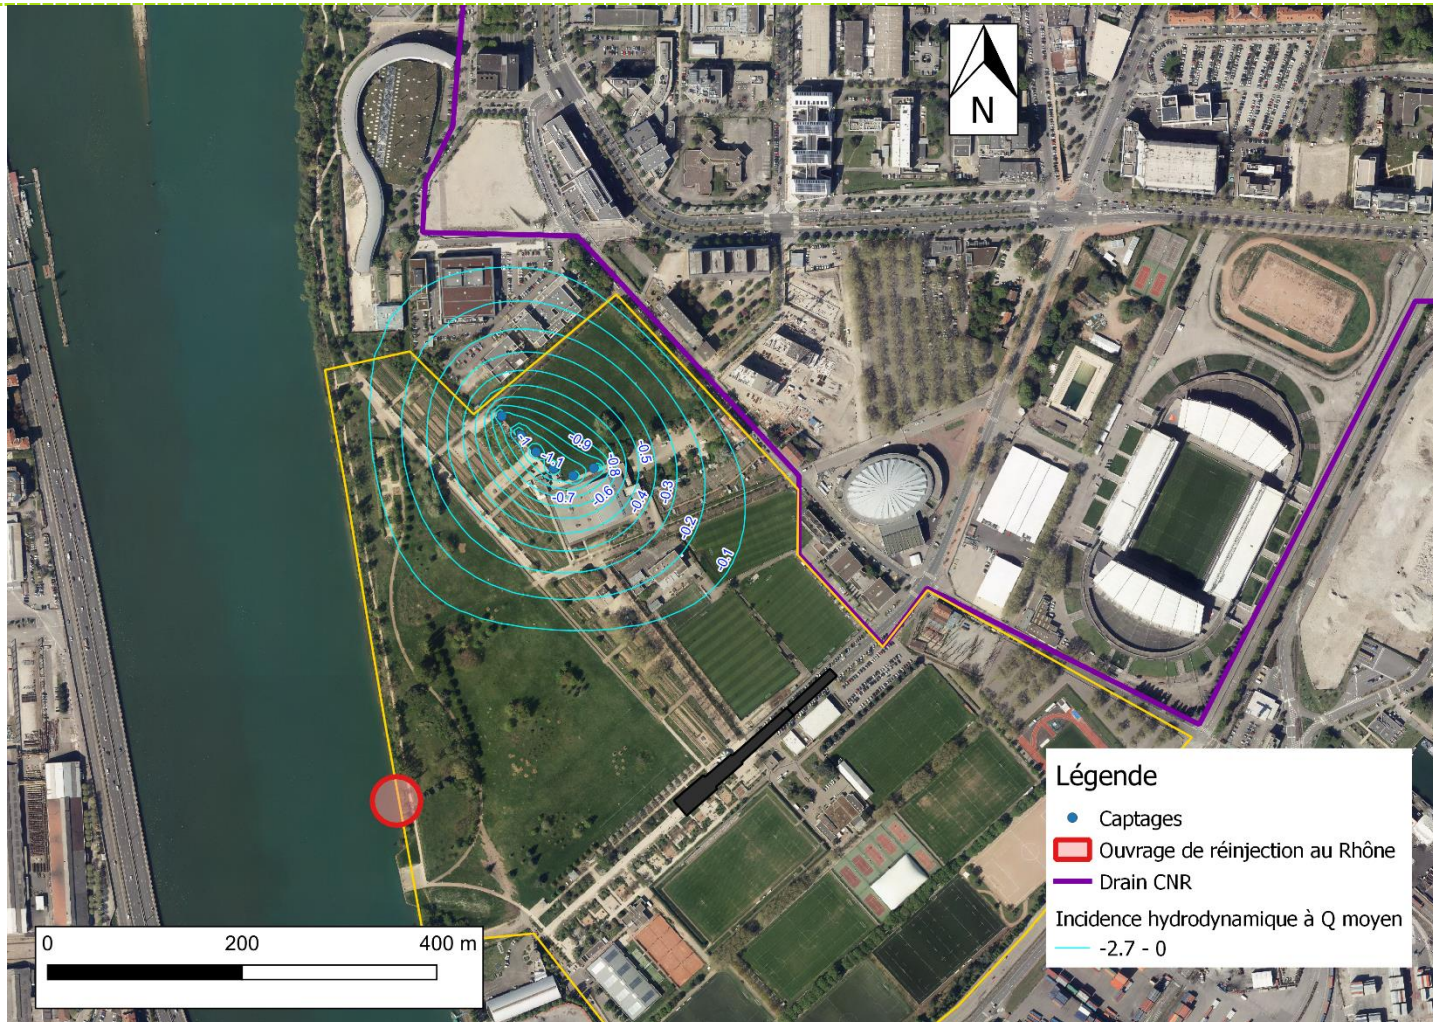 N
-0.9
-1
-1.1
-0.8
-0.5
-0.7
-0.6
-0.4
-0.3
-0.2
-0.1
Légende
Captages
Ouvrage de réinjection au Rhône
Drain CNR
Incidence hydrodynamique à Q moyen
-2.7 - 0
0 200 400 m